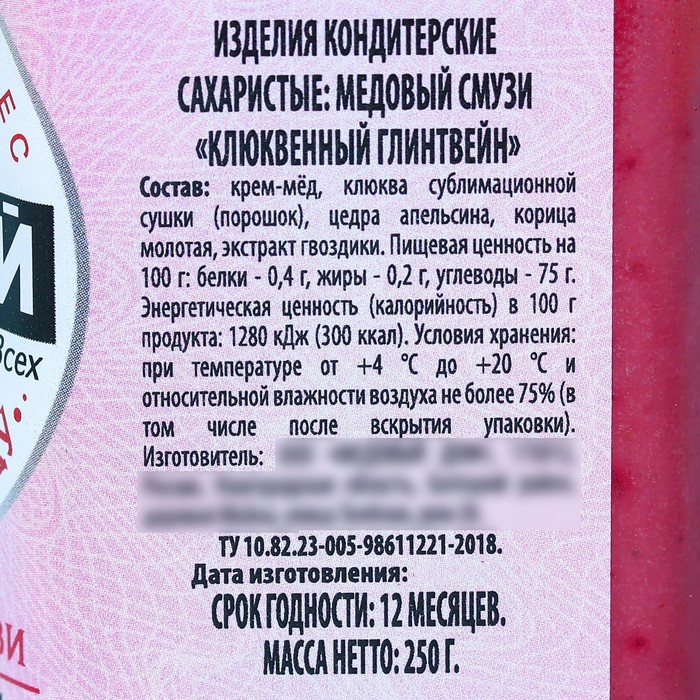 ИЗДЕЛИЯ КОНДИТЕРСКИЕ
САХАРИСТЫЕ: МЕДОВЫЙ СМУЗИ
«КЛЮКВЕННЫЙ ГЛИНТВЕЙН»
Состав: крем-мёд, клюква сублимационной
сушки (порошок), цедра апельсина, корица
молотая, экстракт гвоздики. Пищевая ценность на
100 г: белки - 0,4 г, жиры - 0,2 г, углеводы - 75 г.
Энергетическая ценность (калорийность) в 100 г
продукта: 1280 кДж (300 ккал). Условия хранения:
при температуре от +4 °C до +20 °C и
относительной влажности воздуха не более 75% (в
том числе после вскрытия упаковки).
Изготовитель:
ТУ 10.82.23-005-98611221-2018.
Дата изготовления:
СРОК ГОДНОСТИ: 12 МЕСЯЦЕВ.
МАССА НЕТТО: 250 Г.
ЕС
Й
Всех
ЗИ